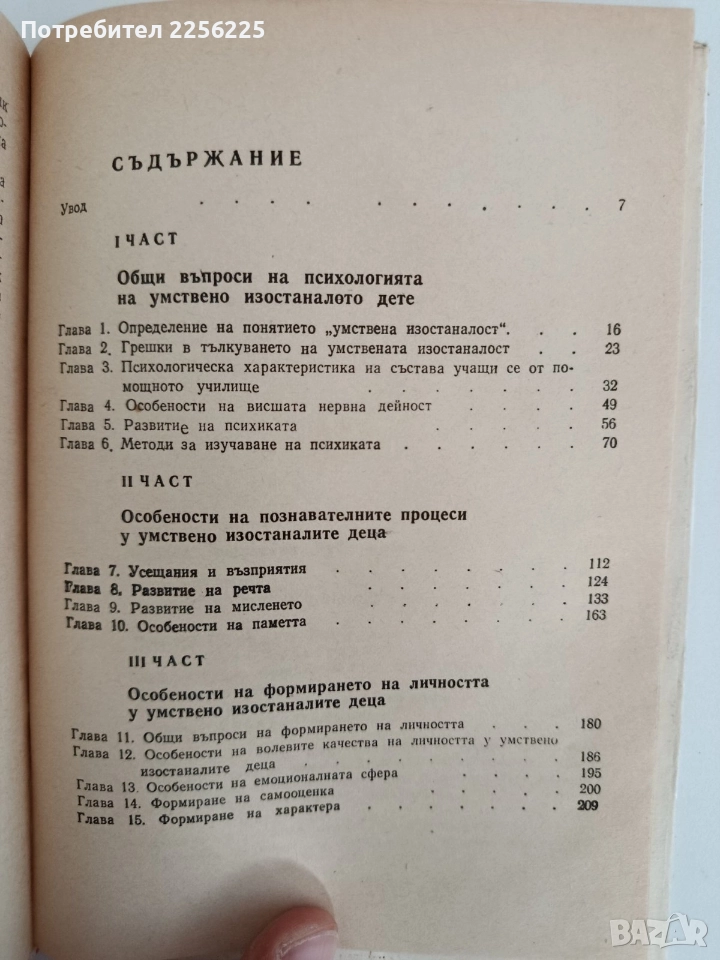 Потребител 2256225
СЪДЪРЖАНИЕ
Увод . . . . . . . . . . . 7
I ЧАСТ
Общи въпроси на психологията
на умствено изостаналото дете
Глава 1. Определение на понятието „умствена изостаналост“. . . 16
Глава 2. Грешки в тълкуването на умствената изостаналост . . 23
Глава 3. Психологическа характеристика на състава учащи се от по-
мощното училище . . . . . . . 32
Глава 4. Особености на висшата нервна дейност . . . . 49
Глава 5. Развитие на психиката . . . . . . . 56
Глава 6. Методи за изучаване на психиката . . . . . 70
II ЧАСТ
Особености на познавателните процеси
у умствено изостаналите деца
Глава 7. Усещания и възприятия . . . . . . 112
Глава 8. Развитие на речта . . . . . . . 124
Глава 9. Развитие на мисленето . . . . . . 133
Глава 10. Особености на паметта . . . . . . 163
III ЧАСТ
Особености на формирането на личността
у умствено изостаналите деца
Глава 11. Общи въпроси на формирането на личността . . . 180
Глава 12. Особености на волевите качества на личността у умствено
изостаналите деца . . . . . . . 186
Глава 13. Особености на емоционалната сфера . . . . 195
Глава 14. Формиране на самооценка . . . . . 200
Глава 15. Формиране на характера . . . . . . 209
BAZAR